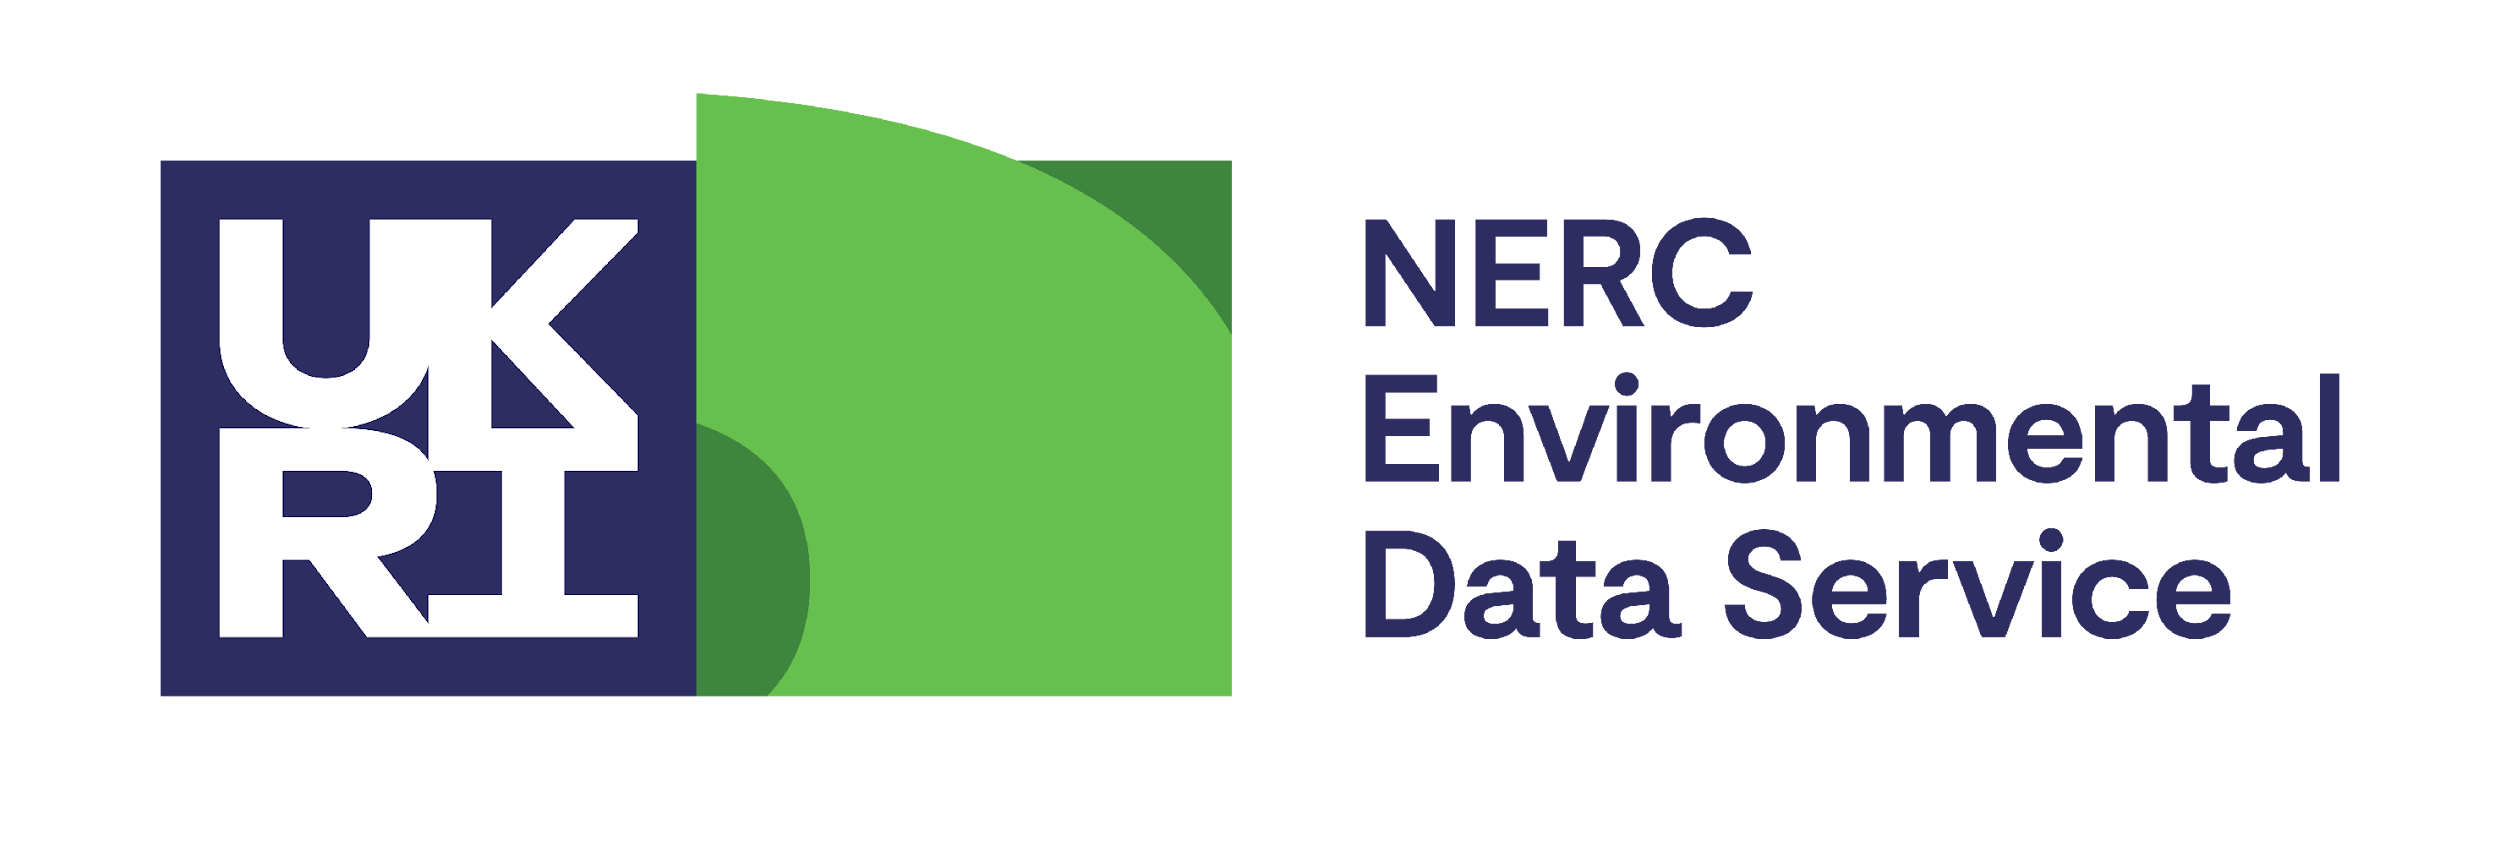 UK
RI
NERC
Environmental
Data Service